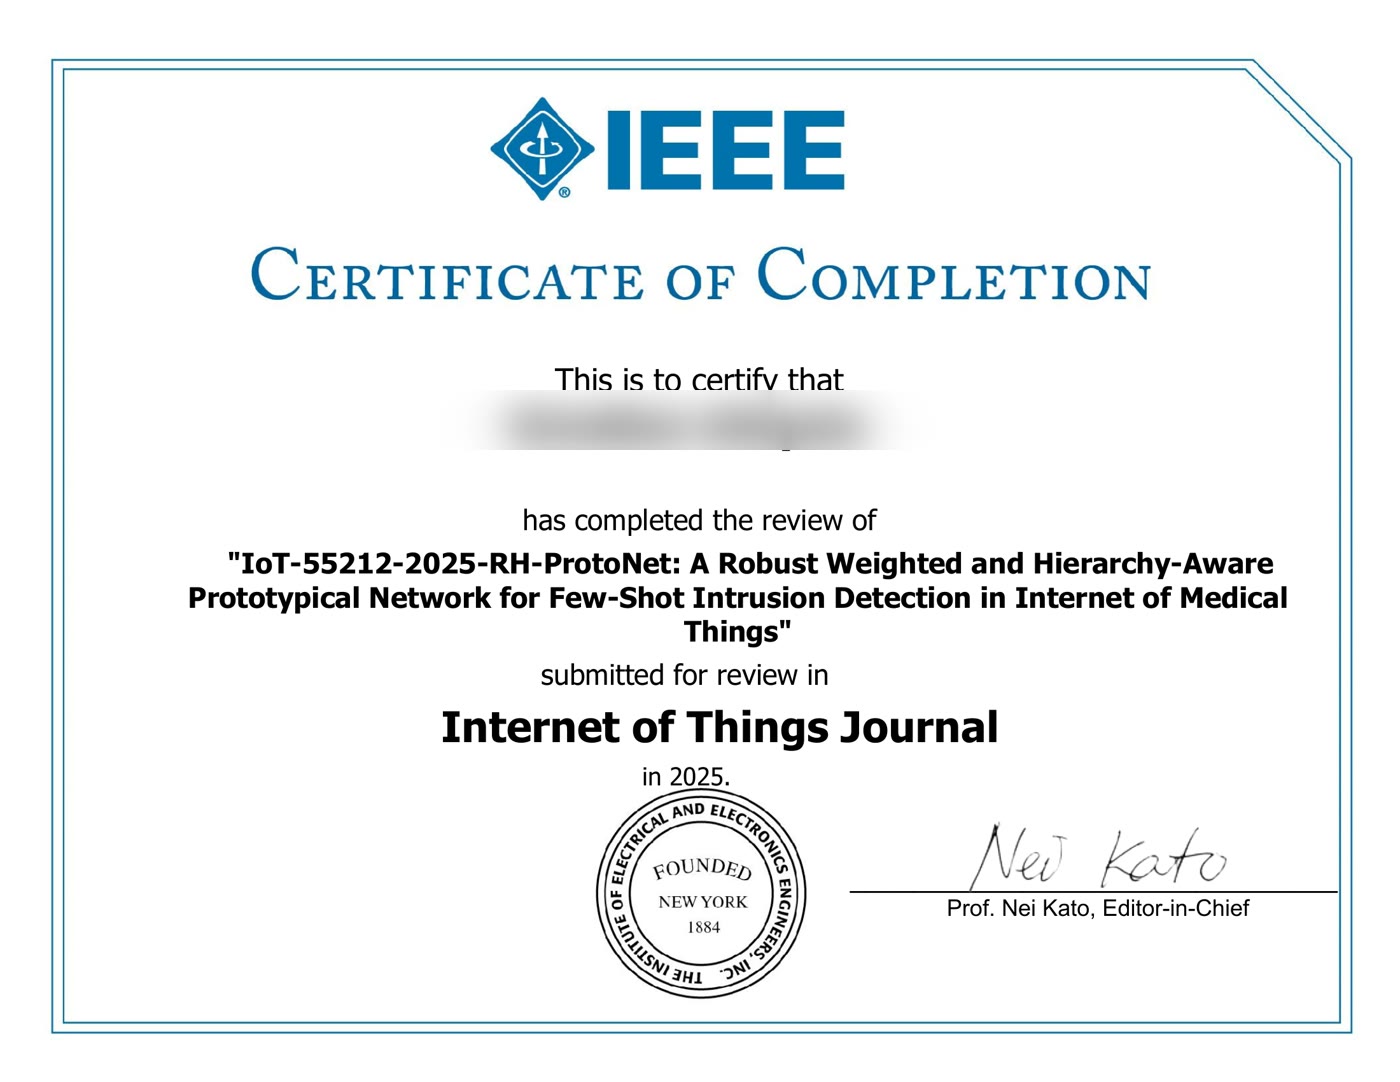 IEEE
®
CERTIFICATE OF COMPLETION
This is to certify that
has completed the review of
"IoT-55212-2025-RH-ProtoNet: A Robust Weighted and Hierarchy-Aware
Prototypical Network for Few-Shot Intrusion Detection in Internet of Medical
Things"
submitted for review in
Internet of Things Journal
in 2025.
THE INSTITUTE OF ELECTRICAL AND ELECTRONICS ENGINEERS, INC.
FOUNDED
NEW YORK
1884
Nei Kato
Prof. Nei Kato, Editor-in-Chief